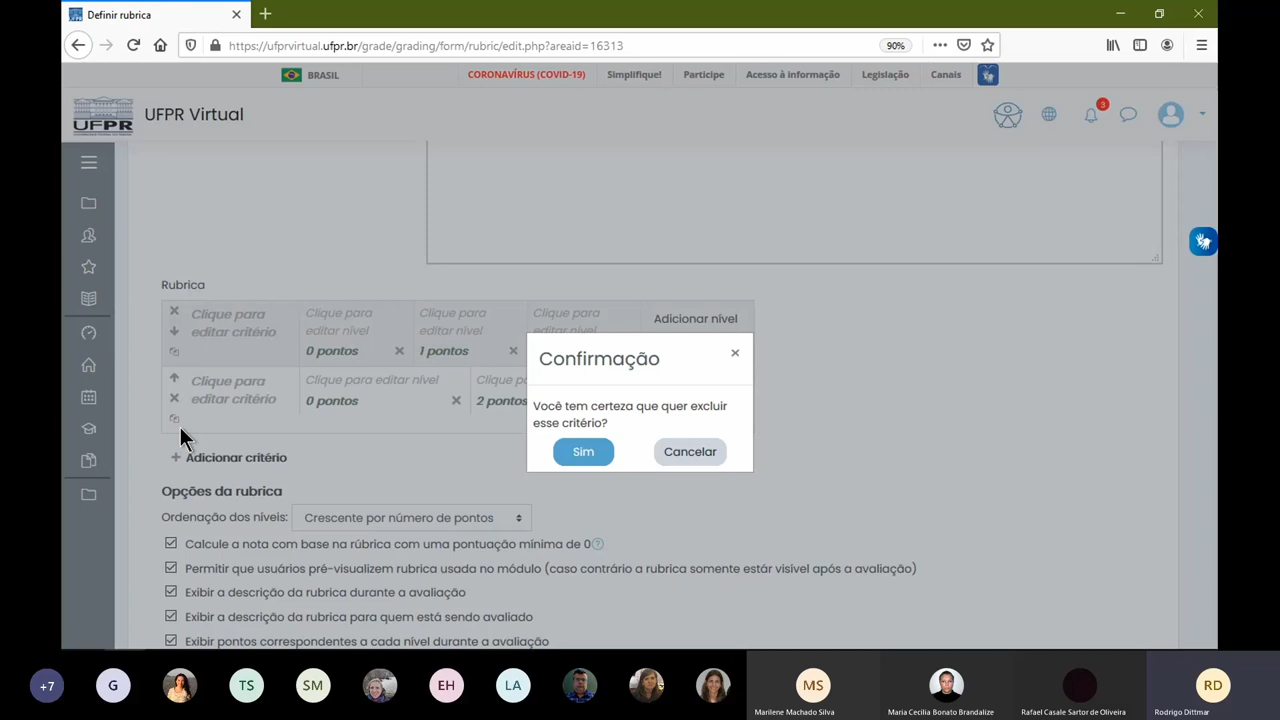 Definir rubrica
https://ufprvirtual.ufpr.br/grade/grading/form/rubric/edit.php?areaid=16313
90%
BRASIL
CORONAVÍRUS (COVID-19)
Simplifique!
Participe
Acesso à informação
Legislação
Canais
UFPR
UFPR Virtual
3
Rubrica
Clique para
editar critério
Clique para
editar nível
0 pontos
Clique para
editar nível
1 pontos
Clique para
editar nível
Adicionar nível
Clique para
editar critério
Clique para editar nível
0 pontos
Clique pa
2 pontos
Confirmação
Você tem certeza que quer excluir
esse critério?
Sim
Cancelar
+ Adicionar critério
Opções da rubrica
Ordenação dos níveis:
Crescente por número de pontos
Calcule a nota com base na rúbrica com uma pontuação mínima de 0
Permitir que usuários pré-visualizem rubrica usada no módulo (caso contrário a rubrica somente estár visível após a avaliação)
Exibir a descrição da rubrica durante a avaliação
Exibir a descrição da rubrica para quem está sendo avaliado
Exibir pontos correspondentes a cada nível durante a avaliação
+7
G
TS
SM
EH
LA
MS
RD
Marilene Machado Silva
Maria Cecilia Bonato Brandalize
Rafael Casale Sartor de Oliveira
Rodrigo Dittmar